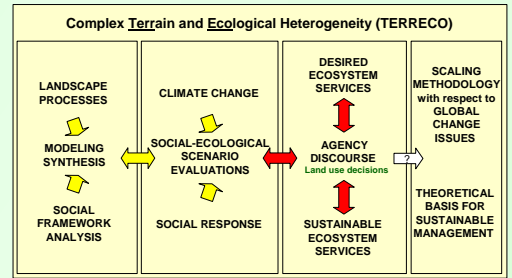 Complex Terrain and Ecological Heterogeneity (TERRECO)
LANDSCAPE
PROCESSES
MODELING
SYNTHESIS
SOCIAL
FRAMEWORK
ANALYSIS
CLIMATE CHANGE
SOCIAL-ECOLOGICAL
SCENARIO
EVALUATIONS
SOCIAL RESPONSE
DESIRED
ECOSYSTEM
SERVICES
AGENCY
DISCOURSE
Land use decisions
SUSTAINABLE
ECOSYSTEM
SERVICES
?
SCALING
METHODOLOGY
with respect to
GLOBAL
CHANGE
ISSUES
THEORETICAL
BASIS FOR
SUSTAINABLE
MANAGEMENT